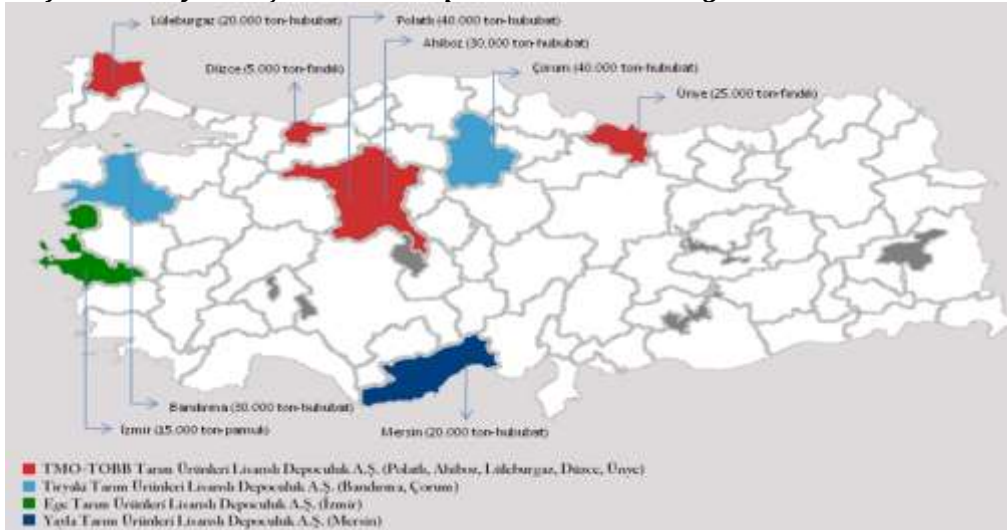 Lüleburgaz (20.000 ton-hububat)
Polatlı (40.000 ton-hububat)
Ahiboz (30.000 ton-hububat)
Düzce (5.000 ton-fındık)
Çorum (40.000 ton-hububat)
Ünye (25.000 ton-fındık)
Bandırma (30.000 ton-hububat)
İzmir (15.000 ton-pamuk)
Mersin (20.000 ton-hububat)
TMO-TOBB Tarım Ürünleri Lisanslı Depoculuk A.Ş. (Polatlı, Ahiboz, Lüleburgaz, Düzce, Ünye)
Tiryaki Tarım Ürünleri Lisanslı Depoculuk A.Ş. (Bandırma, Çorum)
Ege Tarım Ürünleri Lisanslı Depoculuk A.Ş. (İzmir)
Yayla Tarım Ürünleri Lisanslı Depoculuk A.Ş. (Mersin)